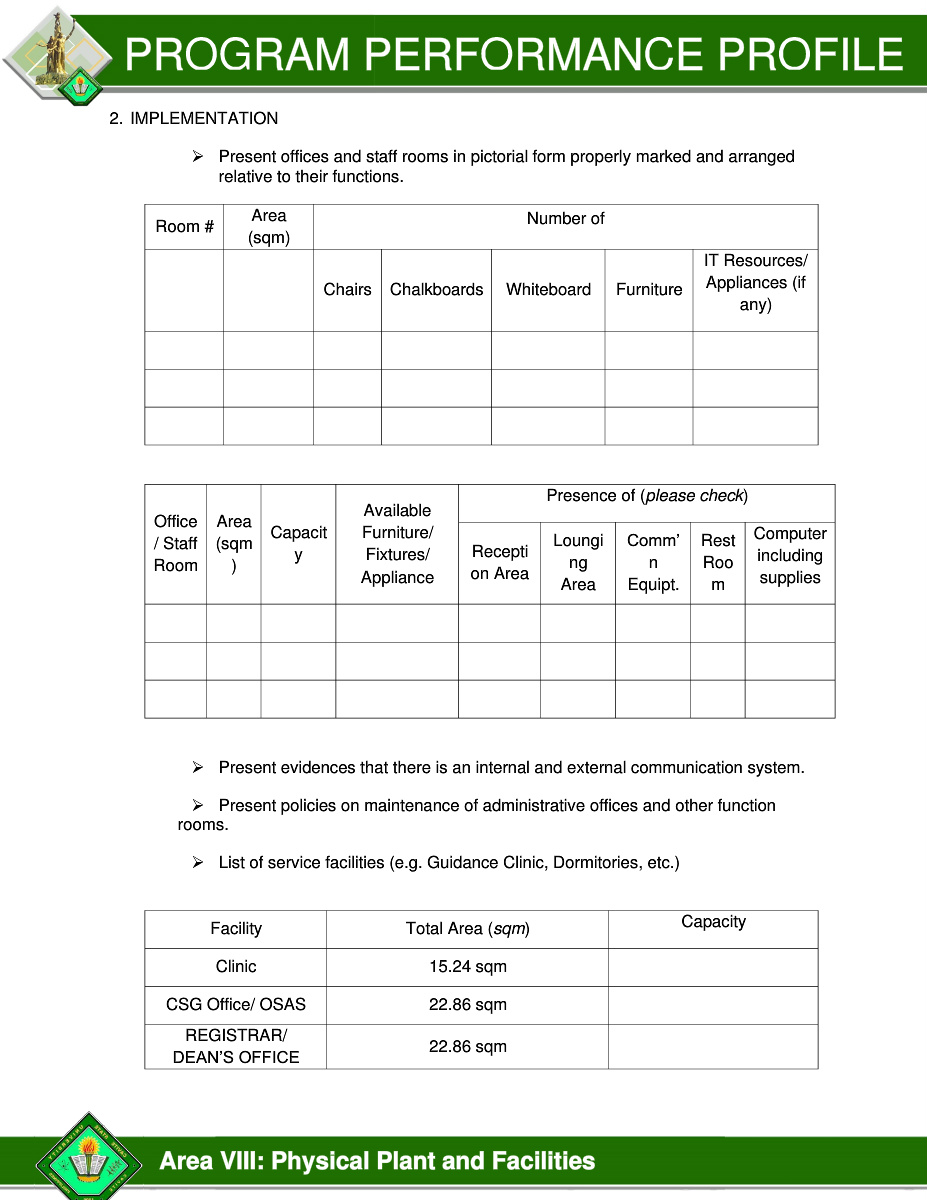 PROGRAM PERFORMANCE PROFILE
2. IMPLEMENTATION
➢ Present offices and staff rooms in pictorial form properly marked and arranged
relative to their functions.
Room #
Area
(sqm)
Number of
Chairs
Chalkboards
Whiteboard
Furniture
IT Resources/
Appliances (if
any)
Office
/ Staff
Room
Area
(sqm
)
Capacit
y
Available
Furniture/
Fixtures/
Appliance
Presence of (please check)
Recepti
on Area
Loungi
ng
Area
Comm’
n
Equipt.
Rest
Roo
m
Computer
including
supplies
➢ Present evidences that there is an internal and external communication system.
➢ Present policies on maintenance of administrative offices and other function
rooms.
➢ List of service facilities (e.g. Guidance Clinic, Dormitories, etc.)
Facility Total Area (sqm) Capacity
Clinic 15.24 sqm
CSG Office/ OSAS 22.86 sqm
REGISTRAR/
DEAN’S OFFICE
22.86 sqm
Area VIII: Physical Plant and Facilities